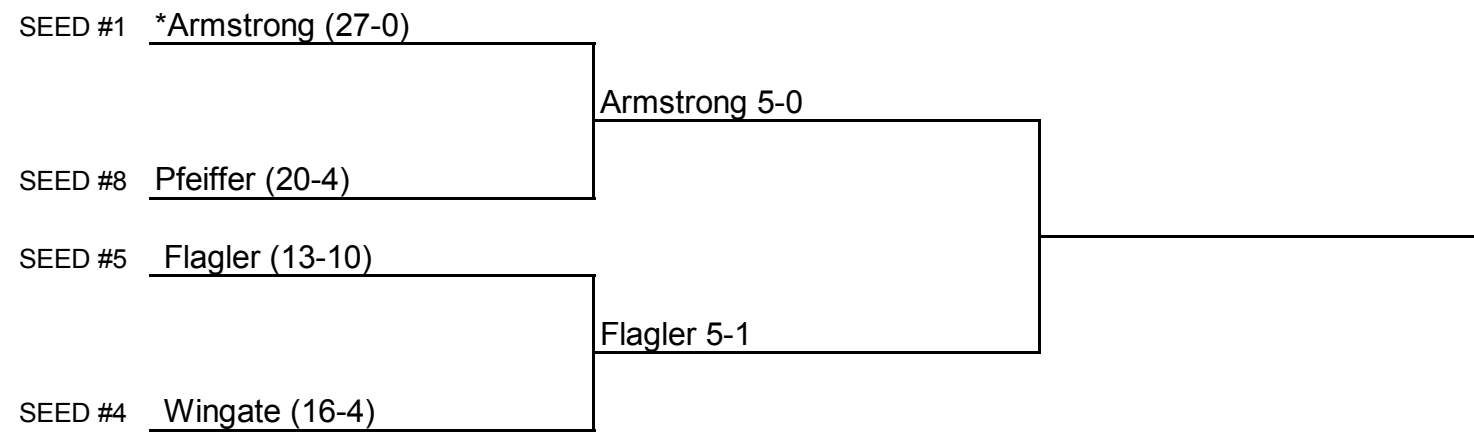 SEED #1 *Armstrong (27-0)
Armstrong 5-0
SEED #8 Pfeiffer (20-4)
SEED #5 Flagler (13-10)
Flagler 5-1
SEED #4 Wingate (16-4)